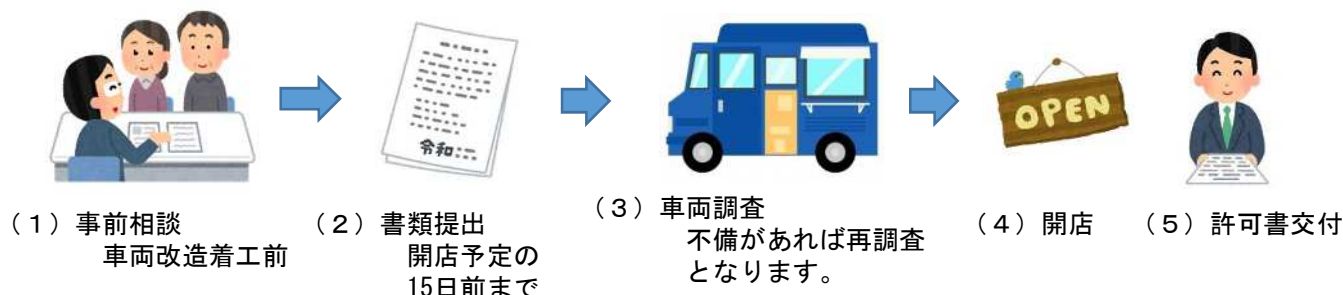 令和
OPEN
（１）事前相談
車両改造着工前
（２）書類提出
開店予定の
15日前まで
（３）車両調査
不備があれば再調査
となります。
（４）開店
（５）許可書交付